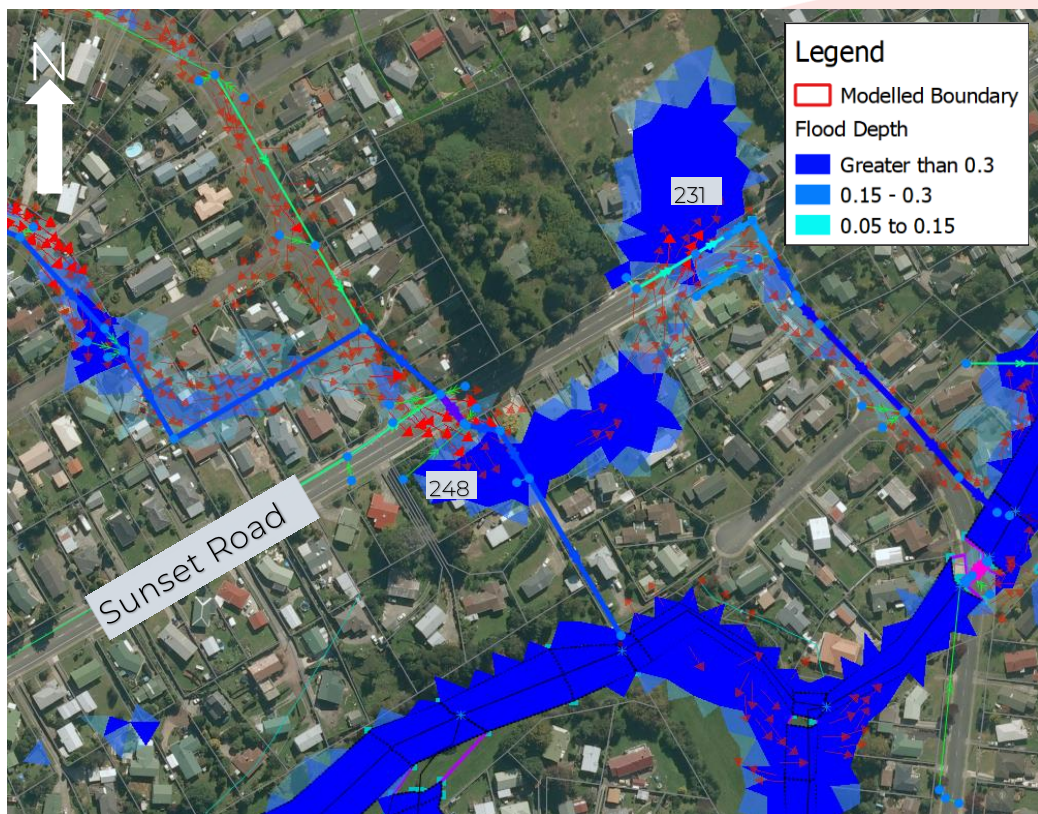 N
Legend
Modelled Boundary
Flood Depth
Greater than 0.3
0.15 - 0.3
0.05 to 0.15
231
248
Sunset Road